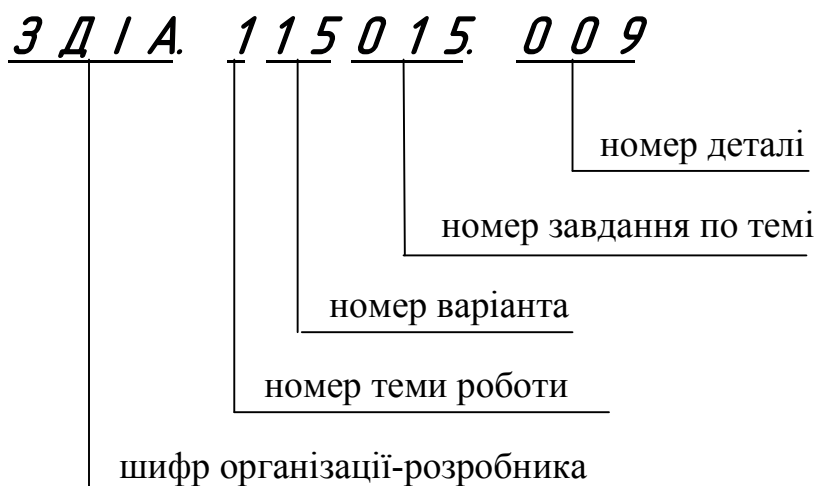 ЗДІА. 115015. 009
номер деталі
номер завдання по темі
номер варіанта
номер теми роботи
шифр організації-розробника